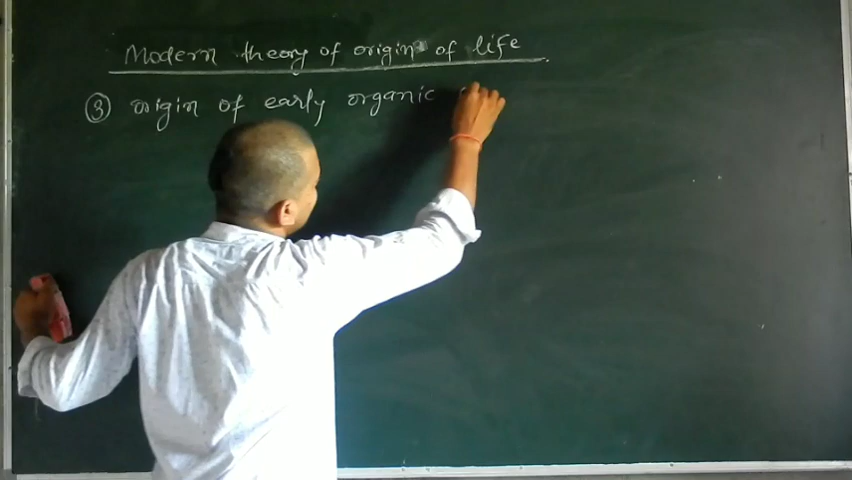 Modern theory of origin of life
③ origin of early organic